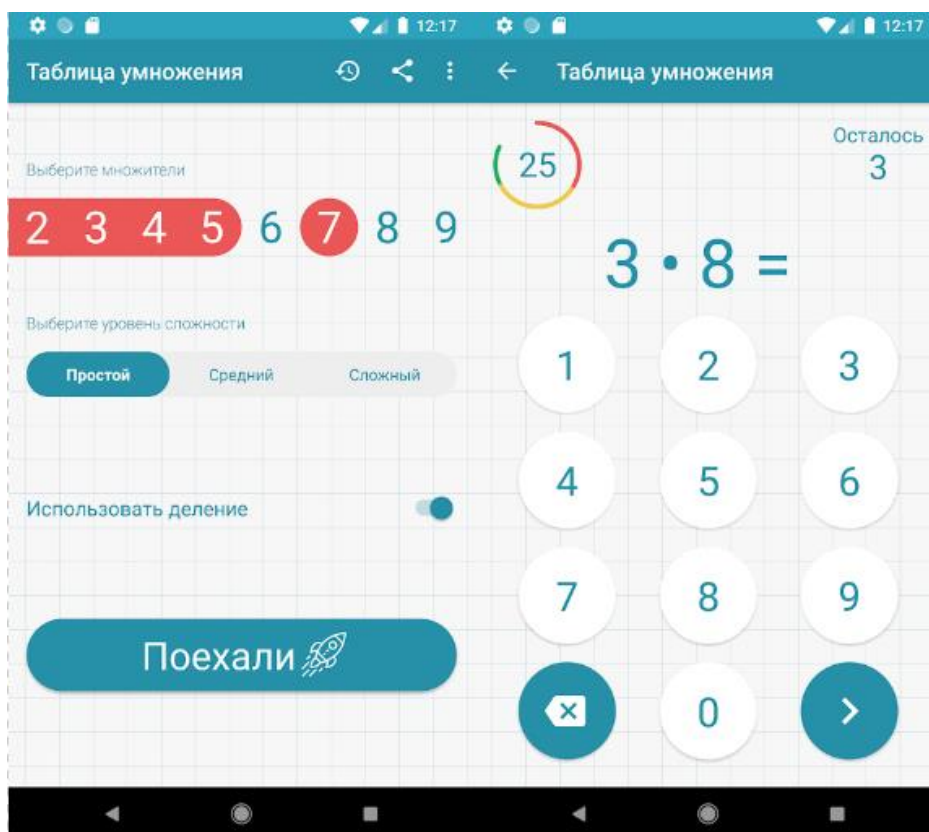 12:17
Таблица умножения
Выберите множители
2 3 4 5 6 7 8 9
Выберите уровень сложности
Простой Средний Сложный
Использовать деление
Поехали
12:17
Таблица умножения
25
Осталось
3
3 · 8 =
1 2 3
4 5 6
7 8 9
0